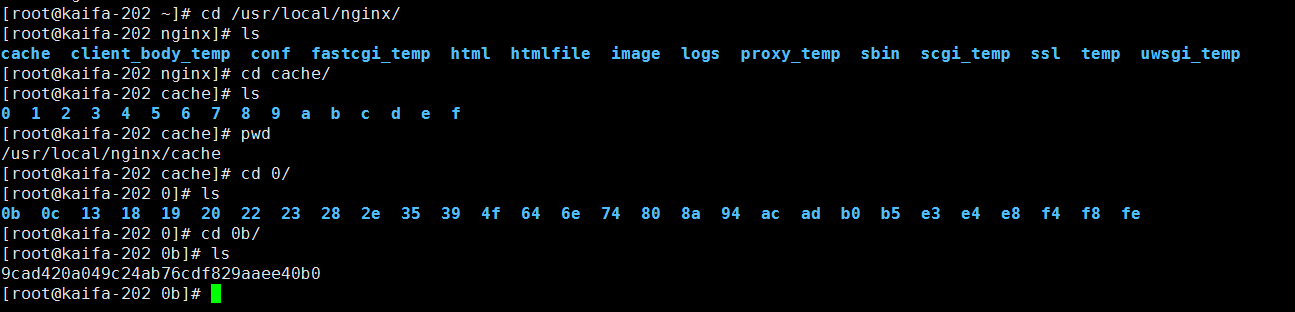 [root@kaifa-202 ~]# cd /usr/local/nginx/
[root@kaifa-202 nginx]# ls
cache  client_body_temp  conf  fastcgi_temp  html  htmlfile  image  logs  proxy_temp  sbin  scgi_temp  ssl  temp  uwsgi_temp
[root@kaifa-202 nginx]# cd cache/
[root@kaifa-202 cache]# ls
0  1  2  3  4  5  6  7  8  9  a  b  c  d  e  f
[root@kaifa-202 cache]# pwd
/usr/local/nginx/cache
[root@kaifa-202 cache]# cd 0/
[root@kaifa-202 0]# ls
0b  0c  13  18  19  20  22  23  28  2e  35  39  4f  64  6e  74  80  8a  94  ac  ad  b0  b5  e3  e4  e8  f4  f8  fe
[root@kaifa-202 0]# cd 0b/
[root@kaifa-202 0b]# ls
9cad420a049c24ab76cdf829aaee40b0
[root@kaifa-202 0b]#